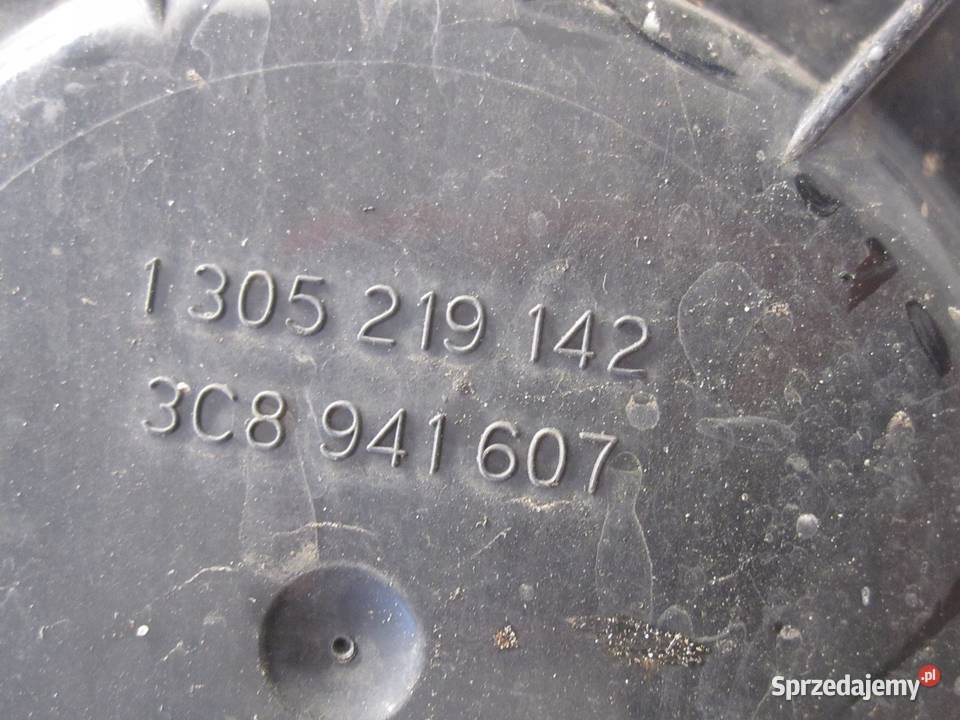 1 305 219 142
3C8 941 607
Sprzedajemy.pl